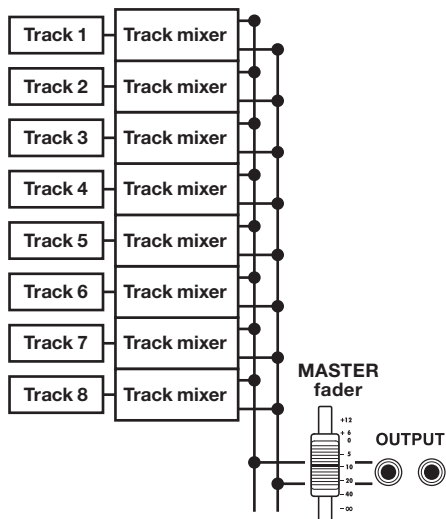 Track 1 Track mixer
Track 2 Track mixer
Track 3 Track mixer
Track 4 Track mixer
Track 5 Track mixer
Track 6 Track mixer
Track 7 Track mixer
Track 8 Track mixer
MASTER
fader
OUTPUT
+12
+6
0
5
10
20
40
∞